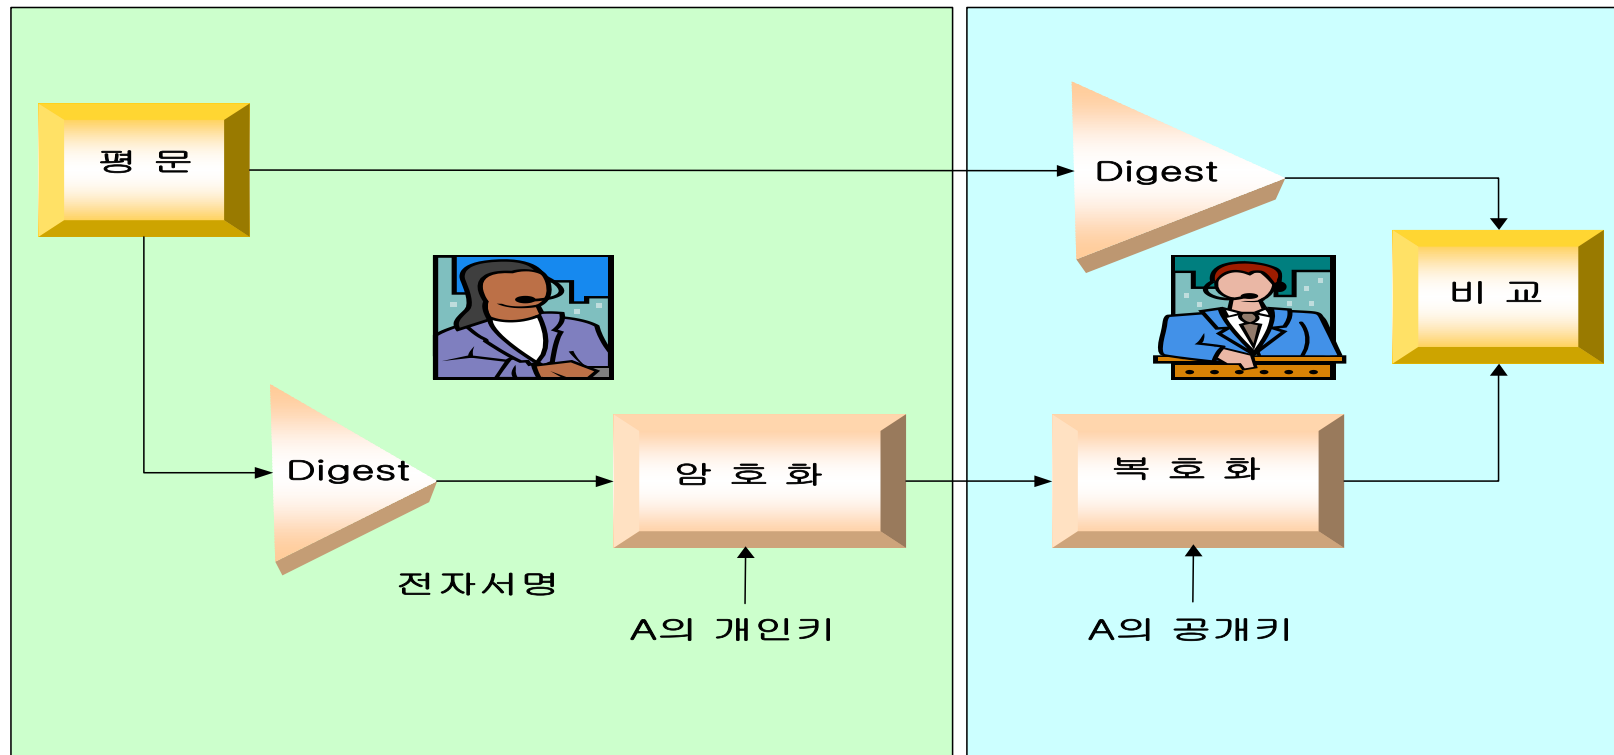 평 문
Digest
비 교
Digest
암 호 화
복 호 화
전자서명
A의 개인키
A의 공개키